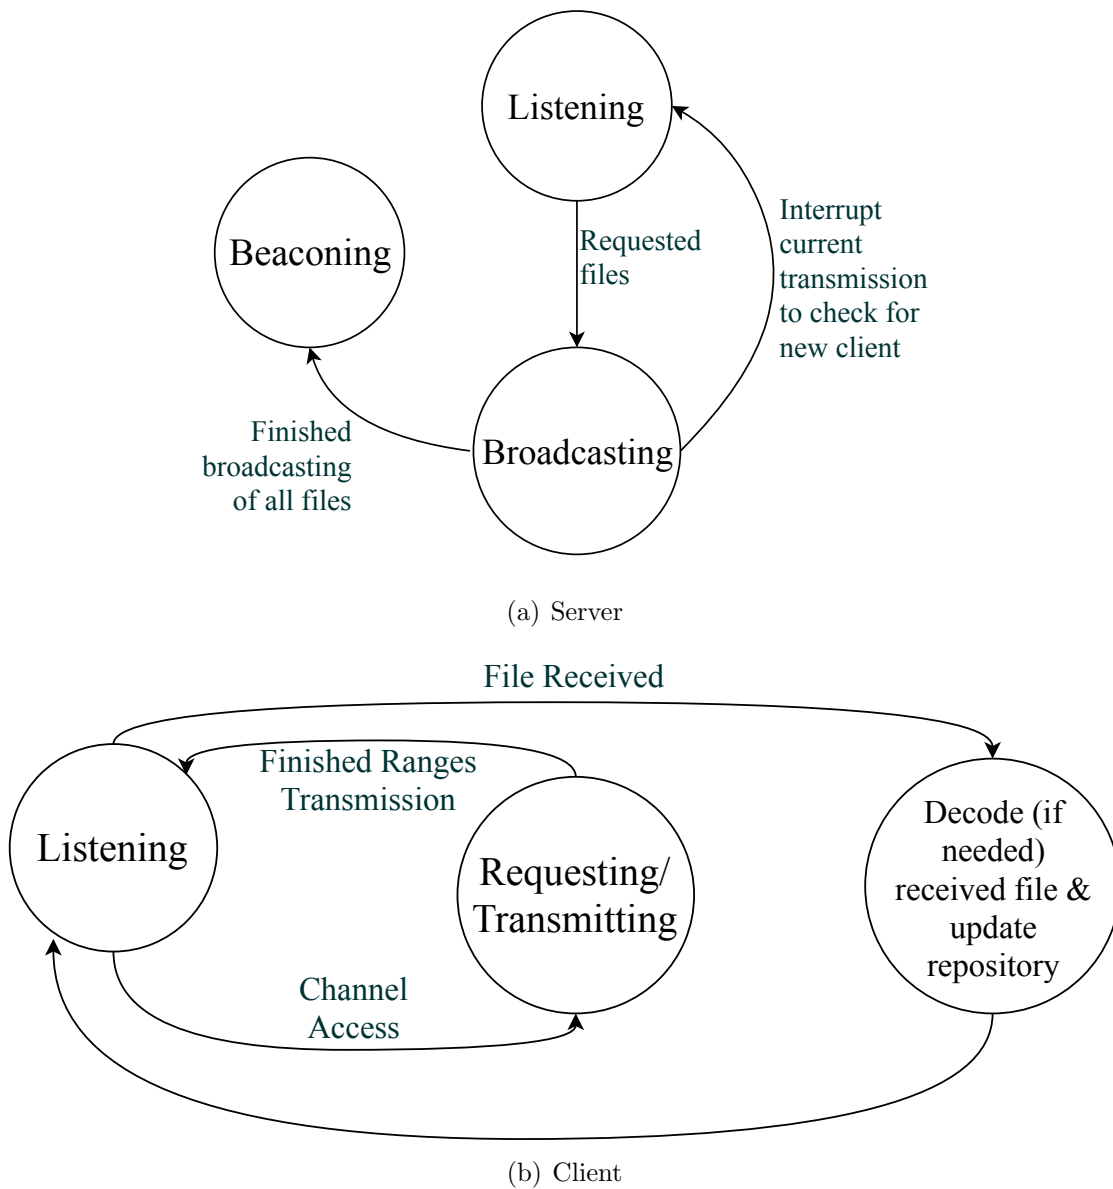 Listening
Beaconing
Requested
files
Interrupt
current
transmission
to check for
new client
Finished
broadcasting
of all files
Broadcasting
(a) Server
File Received
Finished Ranges
Transmission
Listening
Requesting/
Transmitting
Decode (if
needed)
received file &
update
repository
Channel
Access
(b) Client